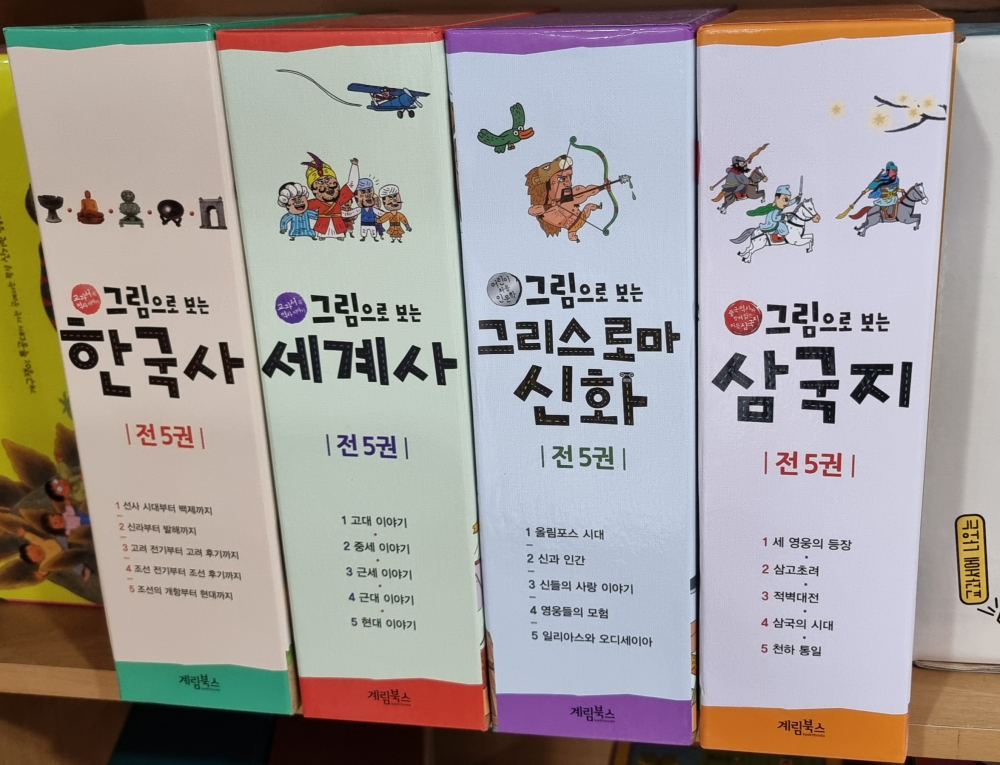 그림으로 보는
한국사
전 5권
1 선사 시대부터 백제까지
2 신라부터 발해까지
3 고려 전기부터 고려 후기까지
4 조선 전기부터 조선 후기까지
5 조선의 개항부터 현대까지
계림북스
그림으로 보는
세계사
전 5권
1 고대 이야기
2 중세 이야기
3 근세 이야기
4 근대 이야기
5 현대 이야기
계림북스
어린이
인문학
그림으로 보는
그리스 로마
신화
전 5권
1 올림포스 시대
2 신과 인간
3 신들의 사랑 이야기
4 영웅들의 모험
5 일리아스와 오디세이아
계림북스
그림으로 보는
삼국지
전 5권
1 세 영웅의 등장
2 삼고초려
3 적벽대전
4 삼국의 시대
5 천하 통일
계림북스